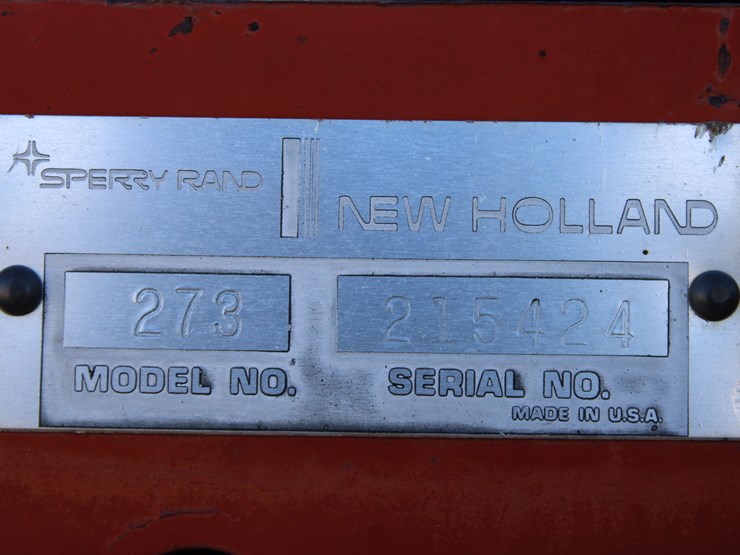 SPERRY RAND
NEW HOLLAND
273 215424
MODEL NO. SERIAL NO.
MADE IN U.S.A.